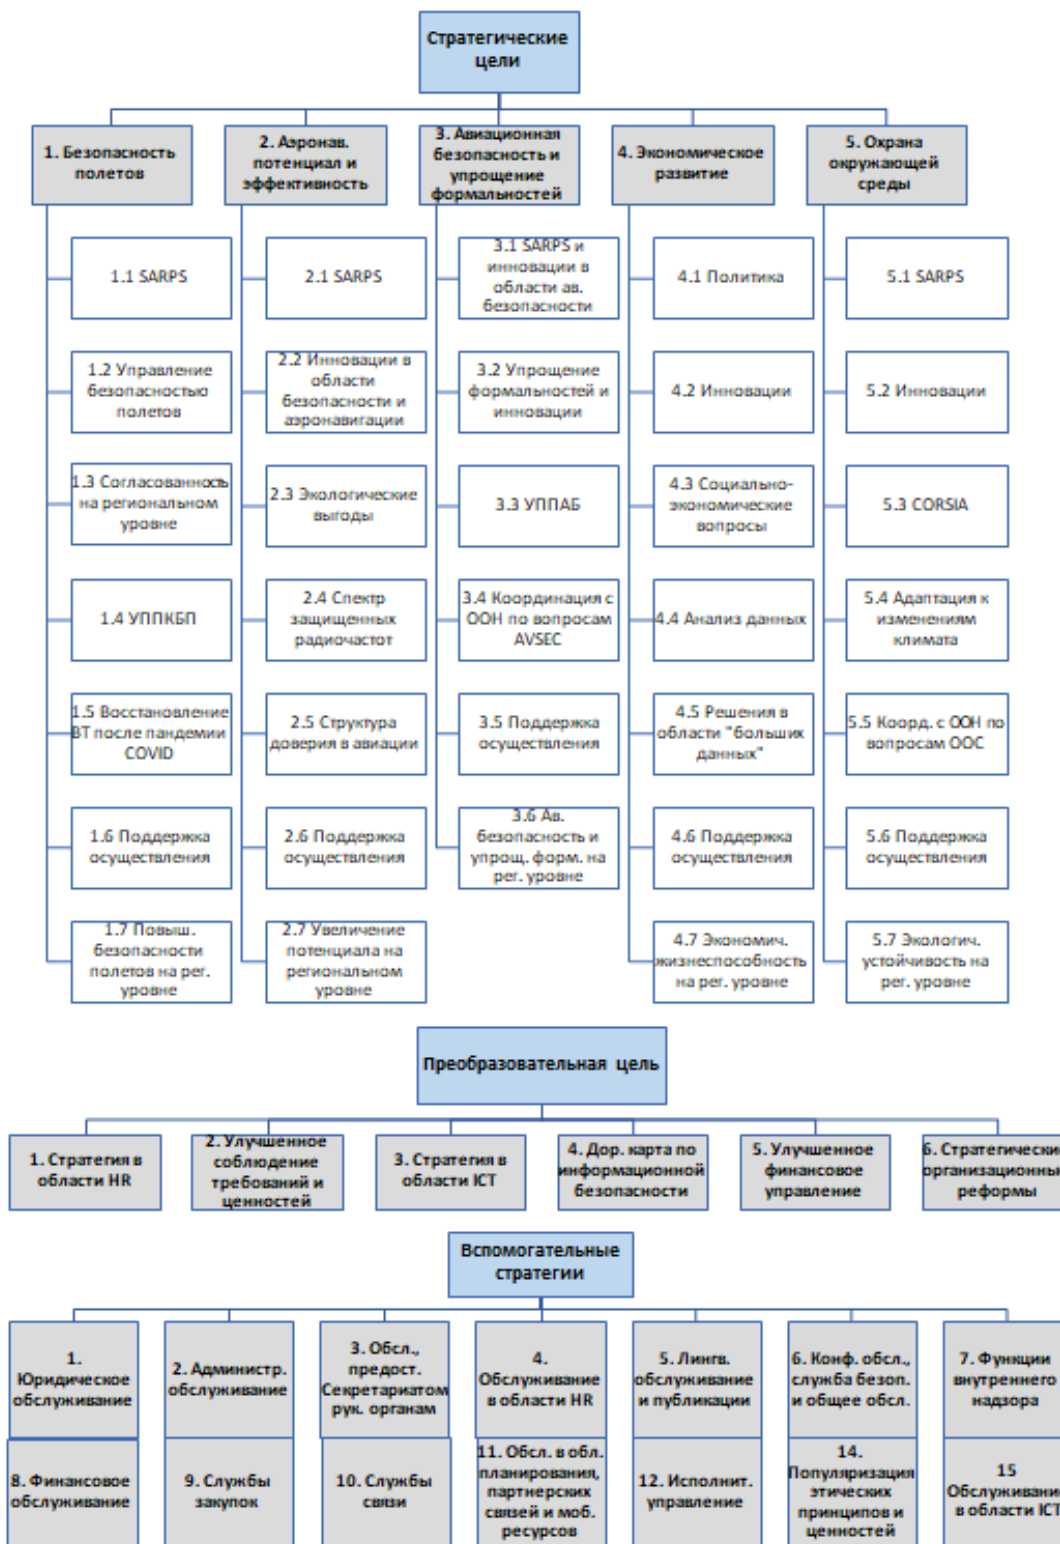 Стратегические
цели
1. Безопасность
полетов
2. Аэронав.
потенциал и
эффективность
3. Авиационная
безопасность и
упрощение
формальностей
4. Экономическое
развитие
5. Охрана
окружающей
среды
1.1 SARPS
1.2 Управление
безопасностью
полетов
1.3 Согласованность
на региональном
уровне
1.4 УППКБП
1.5 Восстановление
ВТ после пандемии
COVID
1.6 Поддержка
осуществления
1.7 Повыш.
безопасности
полетов на рег.
уровне
2.1 SARPS
2.2 Инновации в
области
безопасности и
аэронавигации
2.3 Экологические
выгоды
2.4 Спектр
защищенных
радиочастот
2.5 Структура
доверия в авиации
2.6 Поддержка
осуществления
2.7 Увеличение
потенциала на
региональном
уровне
3.1 SARPS и
инновации в
области ав.
безопасности
3.2 Упрощение
формальностей и
инновации
3.3 УППАБ
3.4 Координация с
ООН по вопросам
AVSEC
3.5 Поддержка
осуществления
3.6 Ав.
безопасность и
упрощ. форм. на
рег. уровне
4.1 Политика
4.2 Инновации
4.3 Социально-
экономические
вопросы
4.4 Анализ данных
4.5 Решения в
области "больших
данных"
4.6 Поддержка
осуществления
4.7 Экономич.
жизнеспособность
на рег. уровне
5.1 SARPS
5.2 Инновации
5.3 CORSIA
5.4 Адаптация к
изменениям
климата
5.5 Коорд. с ООН по
вопросам ООС
5.6 Поддержка
осуществления
5.7 Экологич.
устойчивость на
рег. уровне
Преобразовательная цель
1. Стратегия в
области HR
2. Улучшенное
соблюдение
требований и
ценностей
3. Стратегия в
области ICT
4. Дор. карта по
информационной
безопасности
5. Улучшенное
финансовое
управление
6. Стратегические
организационные
реформы
Вспомогательные
стратегии
1.
Юридическое
обслуживание
2. Администр.
обслуживание
3. Обсл.,
предост.
Секретариатом
рук. органам
4.
Обслуживание
в области HR
5. Лингв.
обслуживание
и публикации
6. Конф. обсл.,
служба безоп.
и общее обсл.
7. Функции
внутреннего
надзора
8. Финансовое
обслуживание
9. Службы
закупок
10. Службы
связи
11. Обсл. в обл.
планирования,
партнерских
связей и моб.
ресурсов
12. Исполнит.
управление
14.
Популяризация
этических
принципов и
ценностей
15
Обслуживание
в области ICT